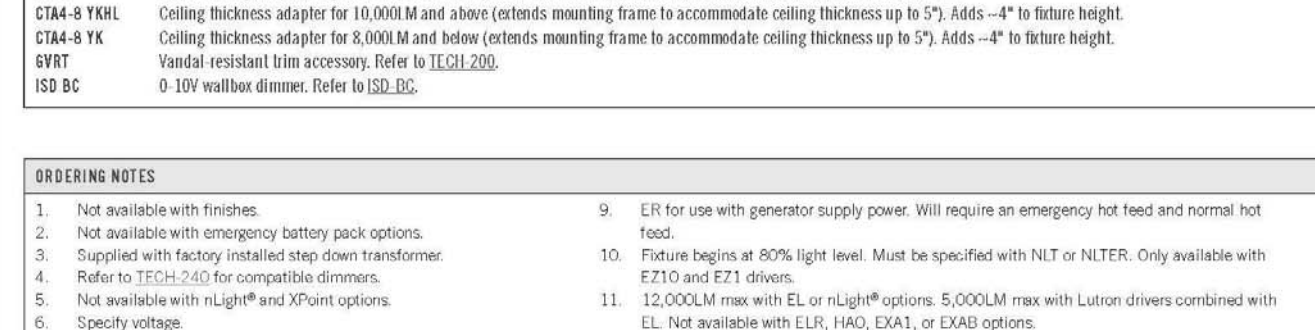 CTA4-8 YKHL Ceiling thickness adapter for 10,000LM and above (extends mounting frame to accommodate ceiling thickness up to 5"). Adds ~4" to fixture height.
CTA4-8 YK Ceiling thickness adapter for 8,000LM and below (extends mounting frame to accommodate ceiling thickness up to 5"). Adds ~4" to fixture height.
GVRT Vandal-resistant trim accessory. Refer to TECH-200.
ISD BC 0-10V wallbox dimmer. Refer to ISD-BC.
ORDERING NOTES
1. Not available with finishes.
2. Not available with emergency battery pack options.
3. Supplied with factory installed step down transformer.
4. Refer to TECH-240 for compatible dimmers.
5. Not available with nLight® and XPoint options.
6. Specify voltage.
9. ER for use with generator supply power. Will require an emergency hot feed and normal hot
feed.
10. Fixture begins at 80% light level. Must be specified with NLT or NLTER. Only available with
EZ10 and EZ1 drivers.
11. 12,000LM max with EL or nLight® options. 5,000LM max with Lutron drivers combined with
EL. Not available with ELR, HAO, EXA1, or EXAB options.